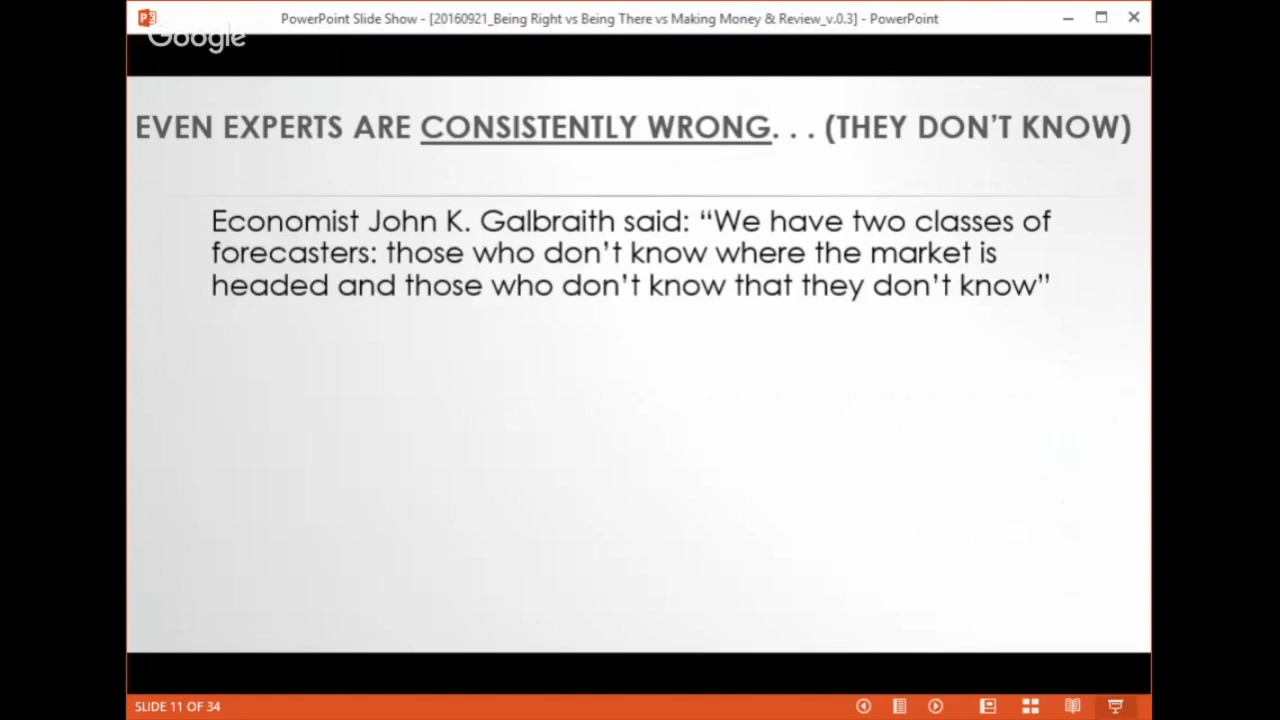 PowerPoint Slide Show - [20160921_Being Right vs Being There vs Making Money & Review_v.0.3] - PowerPoint
Google
EVEN EXPERTS ARE CONSISTENTLY WRONG. . . (THEY DON’T KNOW)
Economist John K. Galbraith said: “We have two classes of
forecasters: those who don’t know where the market is
headed and those who don’t know that they don’t know”
SLIDE 11 OF 34